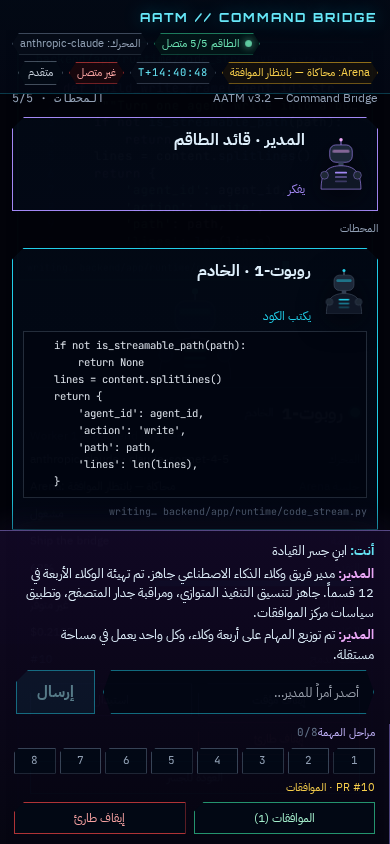 AATM // COMMAND BRIDGE
الطاقم 5/5 متصل
المحرك: anthropic-claude
Arena: محاكاة — بانتظار الموافقة
T+14:40:48
غير متصل
متقدم
AATM v3.2 — Command Bridge
المحطات · 5/5
المدير · قائد الطاقم
يفكر
المحطات
روبوت-1 · الخادم
يكتب الكود
if not is_streamable_path(path):
return None
lines = content.splitlines()
return {
'agent_id': agent_id,
'action': 'write',
'path': path,
'lines': len(lines),
}
writing… backend/app/runtime/code_stream.py
أنت: ابنِ جسر القيادة
المدير: مدير فريق وكلاء الذكاء الاصطناعي جاهز. تم تهيئة الوكلاء الأربعة في
12 قسماً. جاهز لتنسيق التنفيذ المتوازي، ومراقبة جدار المتصفح، وتطبيق
سياسات مركز الموافقات.
المدير: تم توزيع المهام على أربعة وكلاء، وكل واحد يعمل في مساحة
مستقلة.
أصدر أمراً للمدير...
إرسال
مراحل المهمة 0/8
1 2 3 4 5 6 7 8
PR #10 · الموافقات
الموافقات (1)
إيقاف طارئ